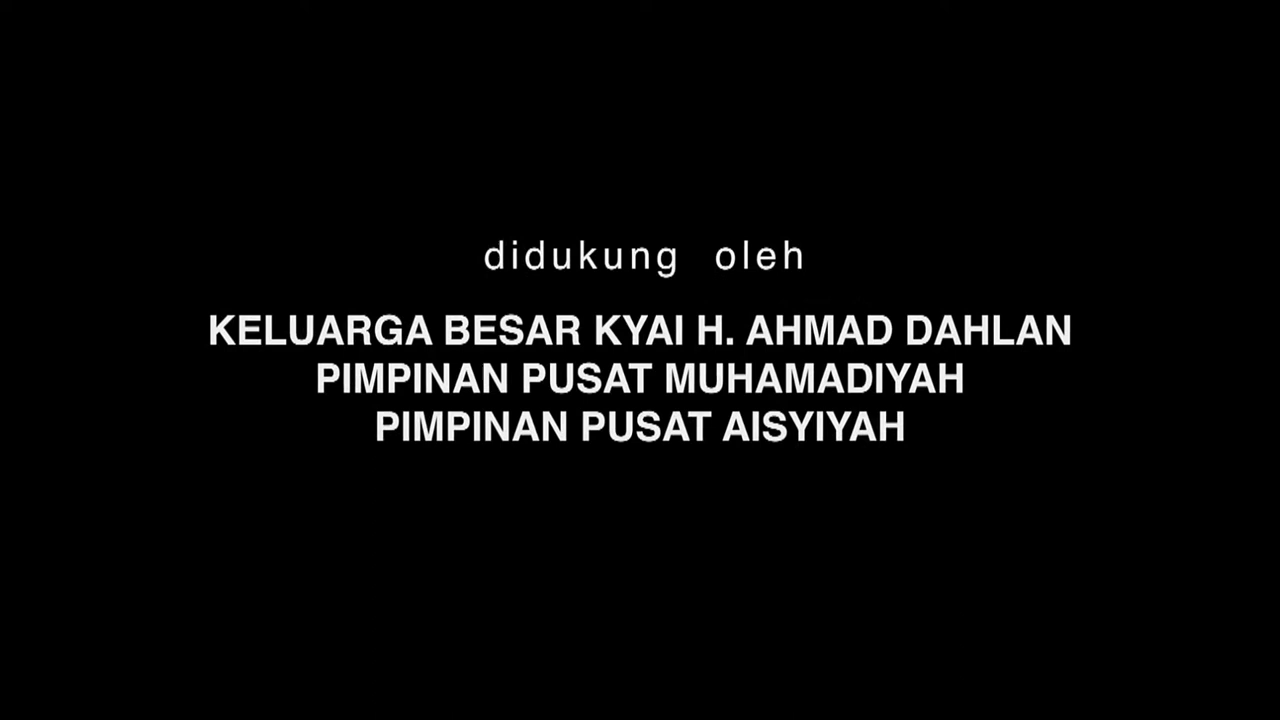 didukung oleh
KELUARGA BESAR KYAI H. AHMAD DAHLAN
PIMPINAN PUSAT MUHAMADIYAH
PIMPINAN PUSAT AISYIYAH